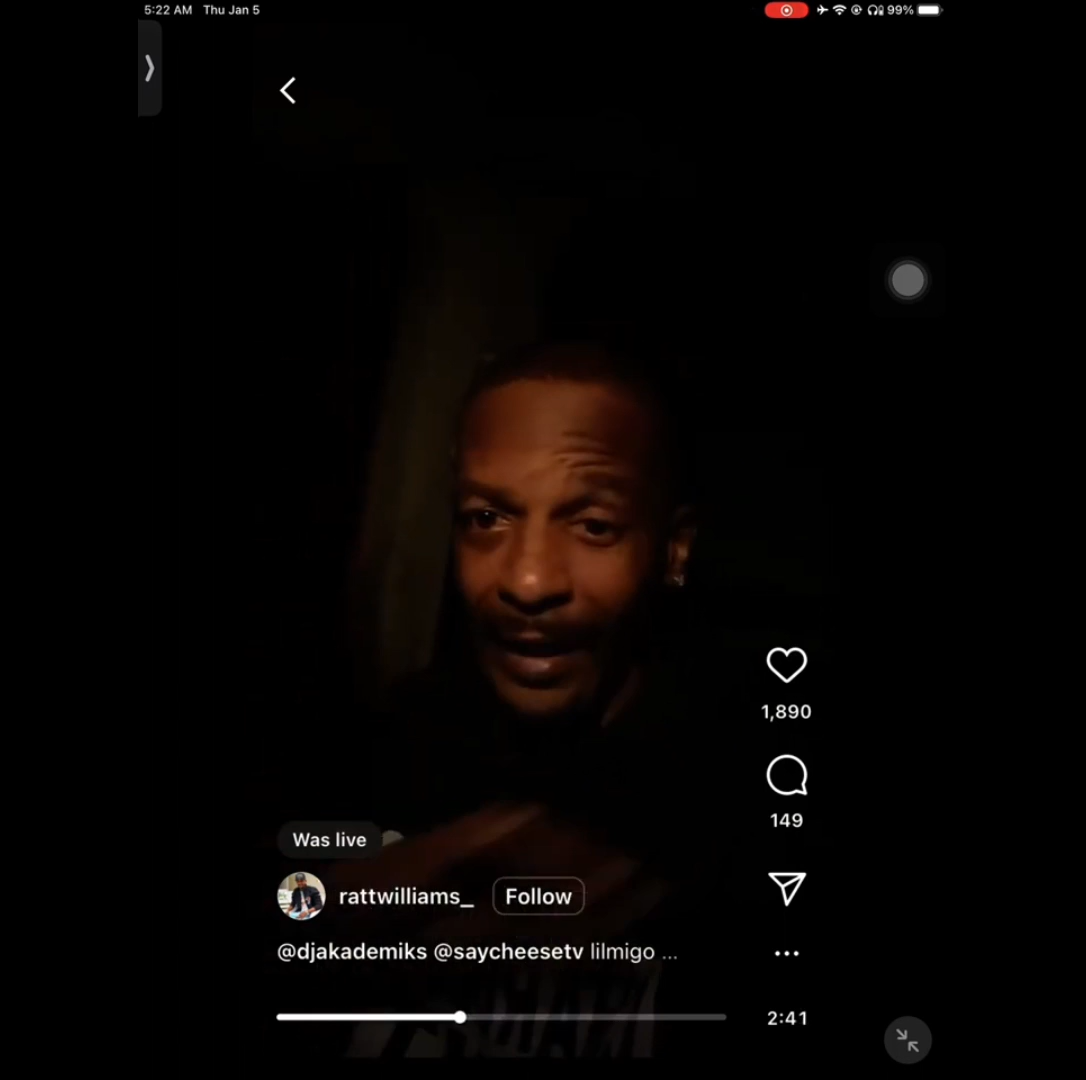 5:22 AM Thu Jan 5
99%
1,890
149
Was live
rattwilliams_ Follow
@djakademiks @saycheesetv lilmigo ...
2:41